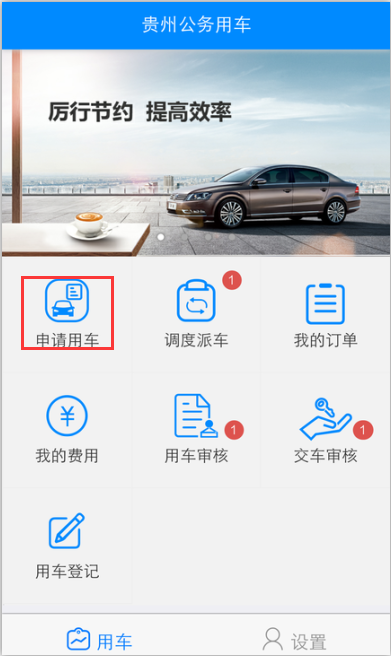 贵州公务用车
厉行节约 提高效率
1
申请用车 调度派车 我的订单
¥
1 1
我的费用 用车审核 交车审核
用车登记
用车 设置